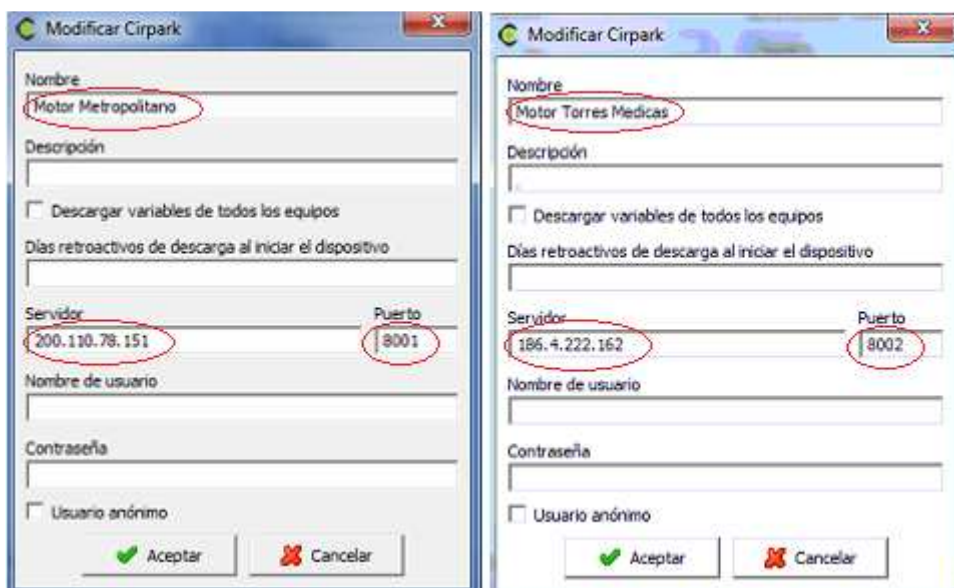 Modificar Cirpark
Nombre
Motor Metropolitano
Descripción
Descargar variables de todos los equipos
Días retroactivos de descarga al iniciar el dispositivo
Servidor Puerto
200.110.78.151 8001
Nombre de usuario
Contraseña
Usuario anónimo
Aceptar Cancelar
Modificar Cirpark
Nombre
Motor Torres Medicas
Descripción
Descargar variables de todos los equipos
Días retroactivos de descarga al iniciar el dispositivo
Servidor Puerto
186.4.222.162 8002
Nombre de usuario
Contraseña
Usuario anónimo
Aceptar Cancelar